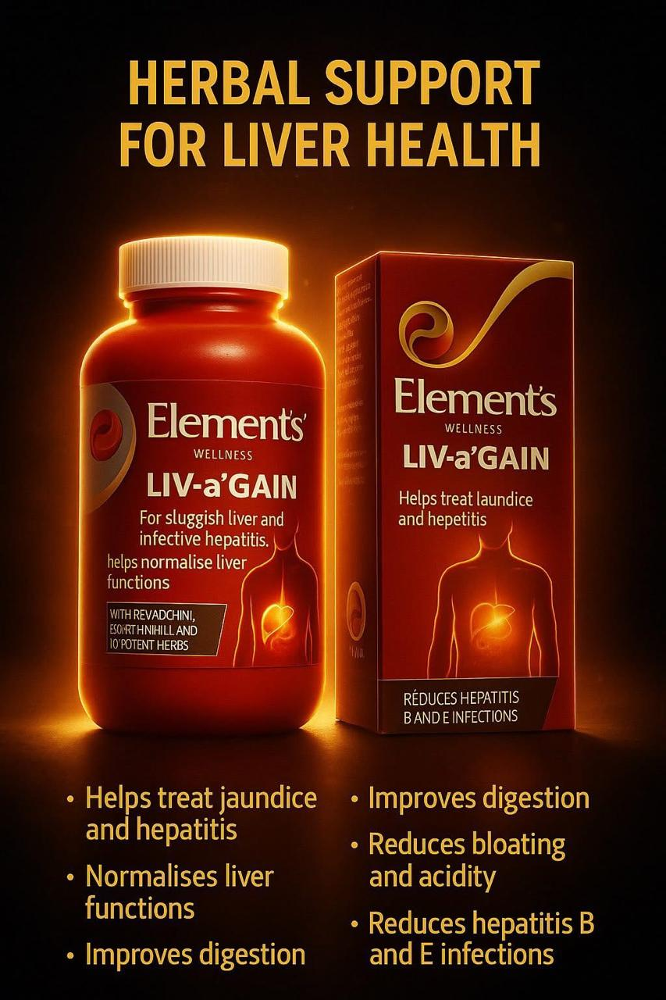 HERBAL SUPPORT
FOR LIVER HEALTH
Element's'
WELLNESS
LIV-a'GAIN
For sluggish liver and
infective hepatitis.
helps normalise liver
functions
WITH REVADCHINI,
AND
10'POTENT HERBS
Element's
WELLNESS
LIV-a'GAIN
Helps treat laundice
and hepetitis
RÉDUCES HEPATITIS
B AND E INFECTIONS
• Helps treat jaundice
and hepatitis
• Normalises liver
functions
• Improves digestion
• Improves digestion
• Reduces bloating
and acidity
• Reduces hepatitis B
and E infections